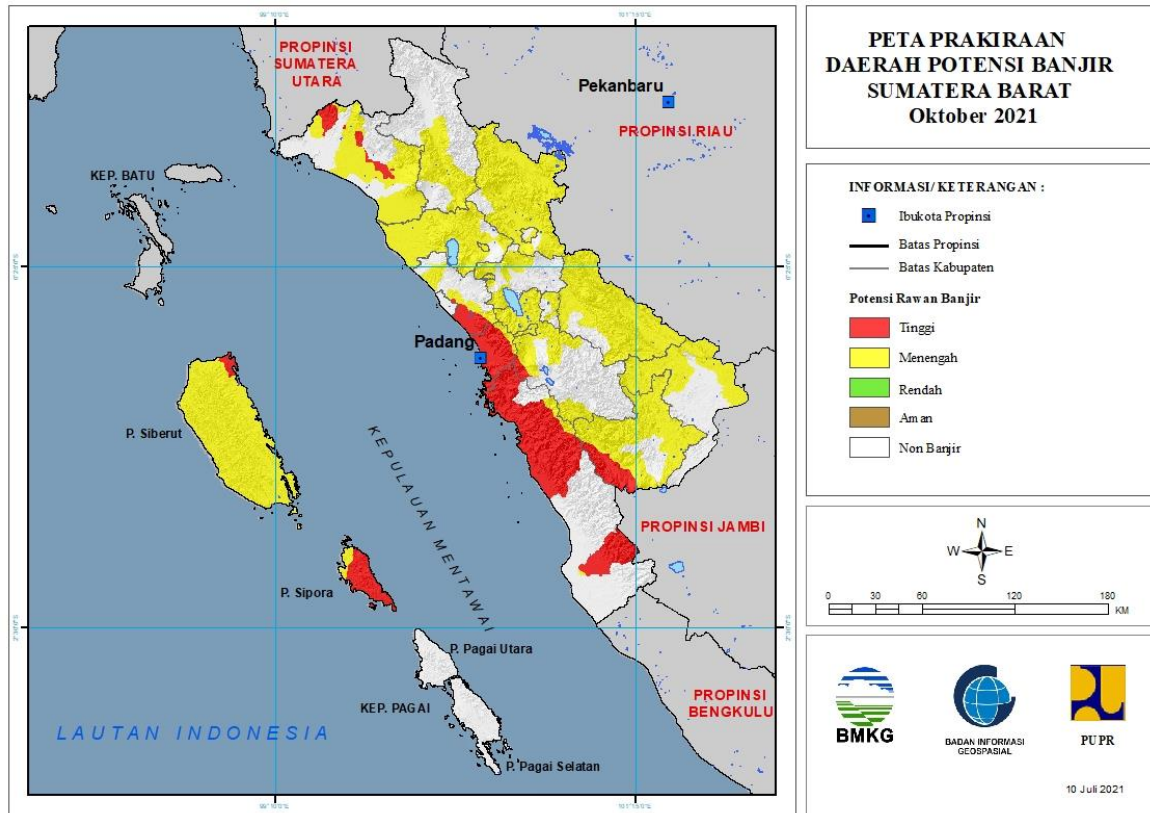 PETA PRAKIRAAN
DAERAH POTENSI BANJIR
SUMATERA BARAT
Oktober 2021
INFORMASI/ KETERANGAN :
Ibukota Propinsi
Batas Propinsi
Batas Kabupaten
Potensi Rawan Banjir
Tinggi
Menengah
Rendah
Aman
Non Banjir
N
W E
S
0 30 60 120 180
KM
BMKG
BADAN INFORMASI
GEOSPASIAL
PUPR
10 Juli 2021
PROPINSI
SUMATERA
UTARA
Pekanbaru
PROPINSI RIAU
KEP. BATU
Padang
P. Siberut
KEPULAUAN MENTAWAI
PROPINSI JAMBI
P. Sipora
P. Pagai Utara
KEP. PAGAI
PROPINSI
BENGKULU
LAUTAN INDONESIA
P. Pagai Selatan